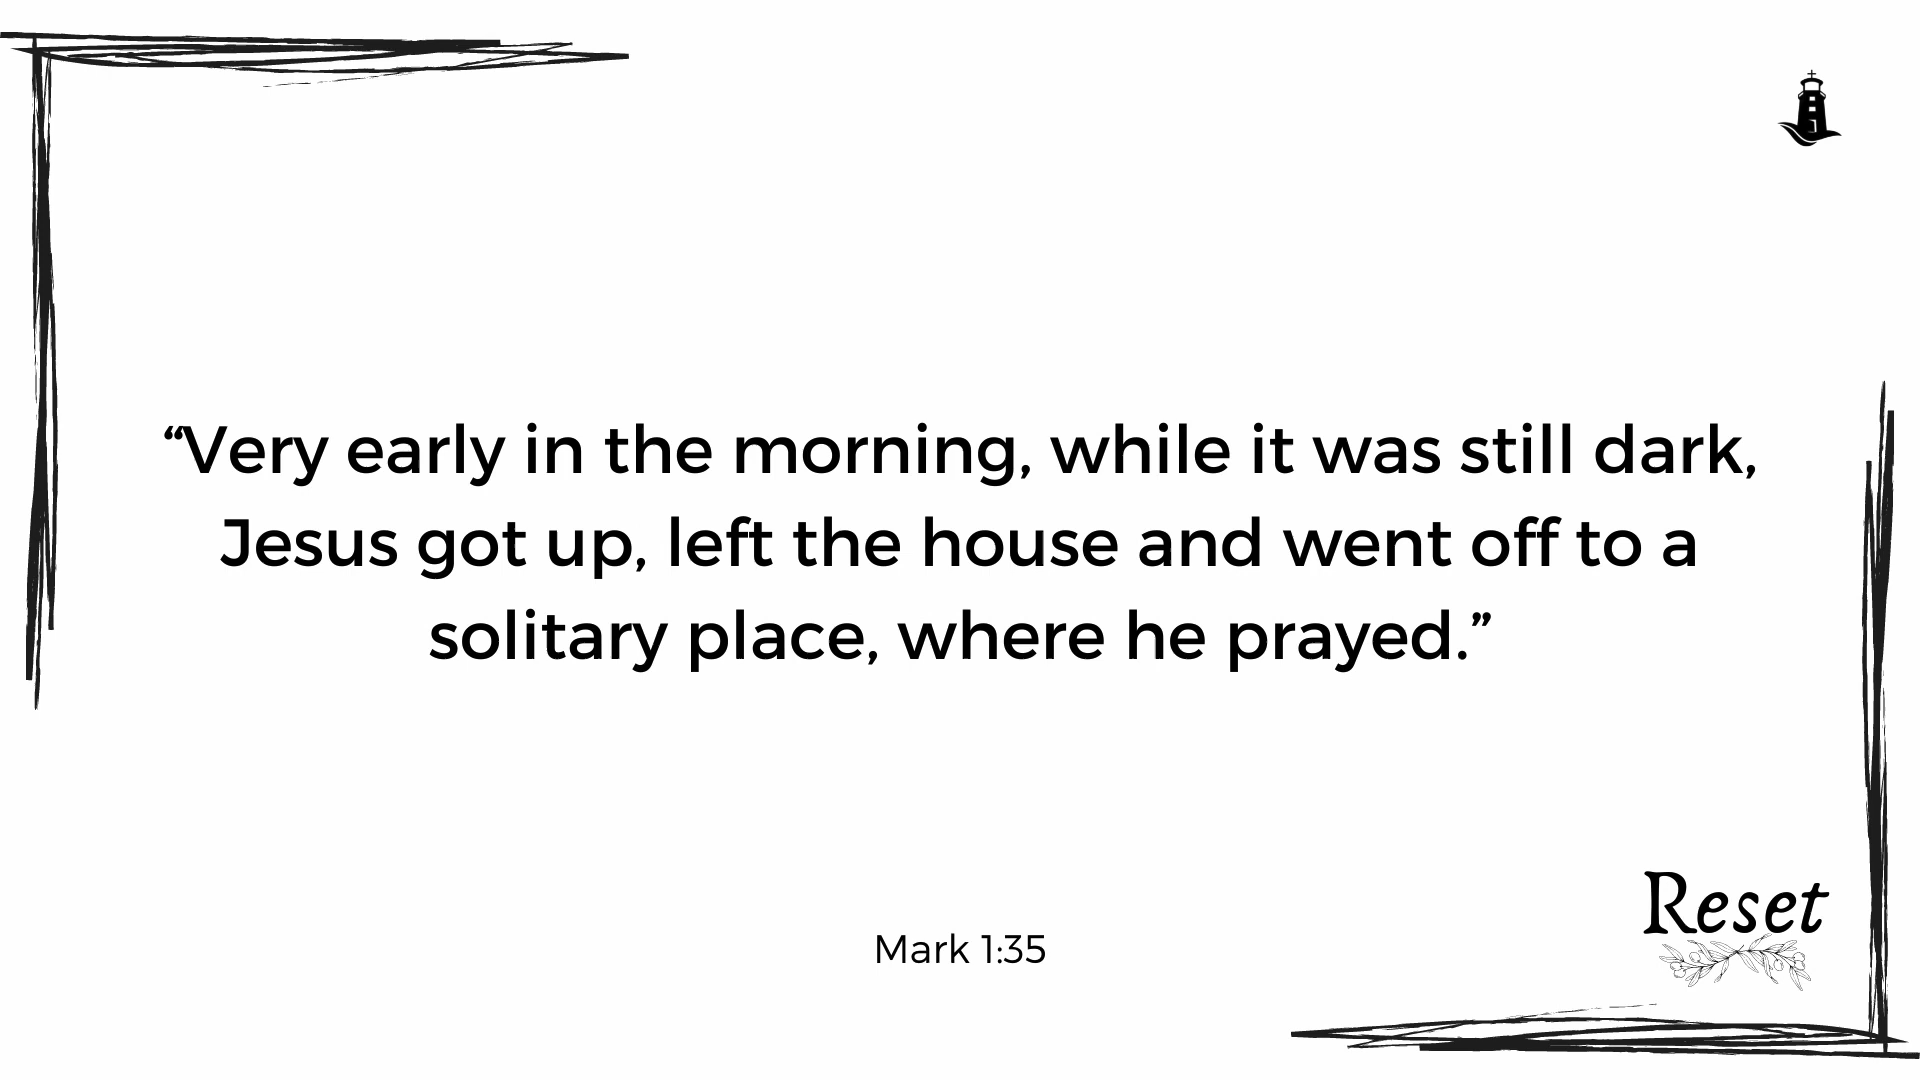 “Very early in the morning, while it was still dark,
Jesus got up, left the house and went off to a
solitary place, where he prayed.”
Reset
Mark 1:35